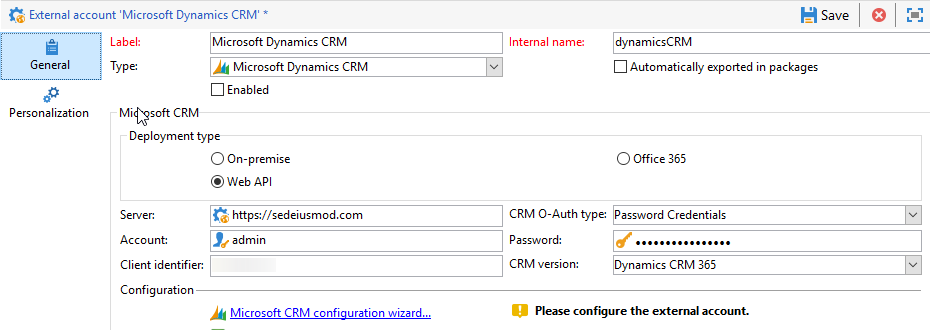 External account 'Microsoft Dynamics CRM' *
Save
General
Personalization
Label: Microsoft Dynamics CRM Internal name: dynamicsCRM
Type: Microsoft Dynamics CRM Automatically exported in packages
Enabled
Microsoft CRM
Deployment type
On-premise Office 365
Web API
Server: https://sedeiusmod.com CRM O-Auth type: Password Credentials
Account: admin Password: ••••••••••••••••
Client identifier: CRM version: Dynamics CRM 365
Configuration
Microsoft CRM configuration wizard... Please configure the external account.